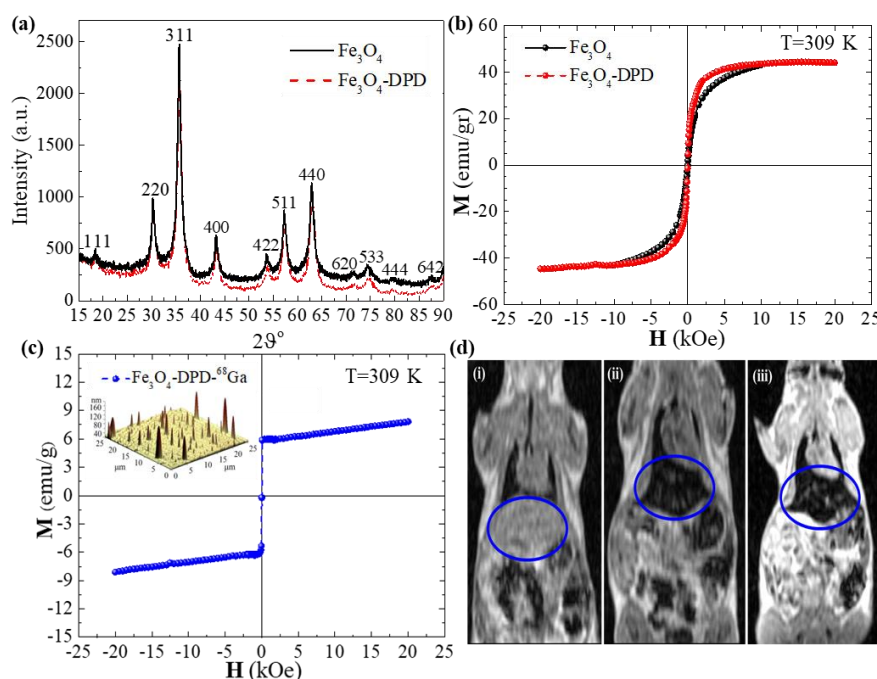 (a)
2500
2000
1500
1000
500
0
Intensity (a.u.)
311
Fe₃O₄
Fe₃O₄-DPD
111
220
400
422
511
440
620
533
444
642
15 25 30 35 40 45 50 55 60 65 70 75 80 85 90
2ϑ°
(b)
60
40
20
0
-20
-40
-60
M (emu/gr)
Fe₃O₄
Fe₃O₄-DPD
T=309 K
-25 -20 -15 -10 -5 0 5 10 15 20 25
H (kOe)
(c)
15
12
9
6
3
0
-3
-6
-9
-12
-15
M (emu/g)
Fe₃O₄-DPD-⁶⁸Ga
T=309 K
nm
160
120
80
40
25
20
15
10
5
0
μm
0
5
10
15
20
25
μm
-25 -20 -15 -10 -5 0 5 10 15 20 25
H (kOe)
(d)
(i)
(ii)
(iii)